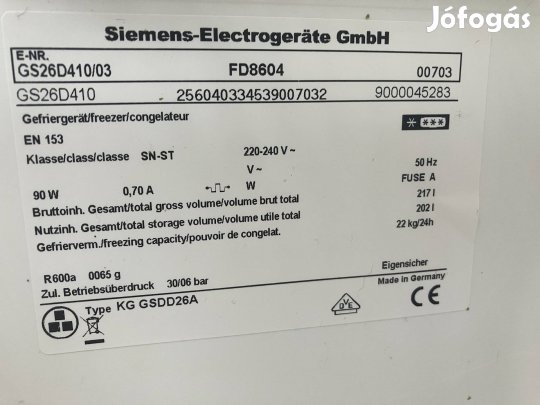 Jófogás
Siemens-Electrogeräte GmbH
E-NR.
GS26D410/03 FD8604 00703
GS26D410 256040334539007032 9000045283
Gefriergerät/freezer/congelateur
EN 153
Klasse/class/classe SN-ST 220-240 V ~ 50 Hz
V ~ FUSE A
90 W 0,70 A W
Bruttoinh. Gesamt/total gross volume/volume brut total 217 l
Nutzinh. Gesamt/total storage volume/volume utile total 202 l
Gefrierverm./freezing capacity/pouvoir de congelat. 22 kg/24h
R600a 0065 g
Zul. Betriebsüberdruck 30/06 bar
Eigensicher
Made in Germany
Type KG GSDD26A
DVE CE